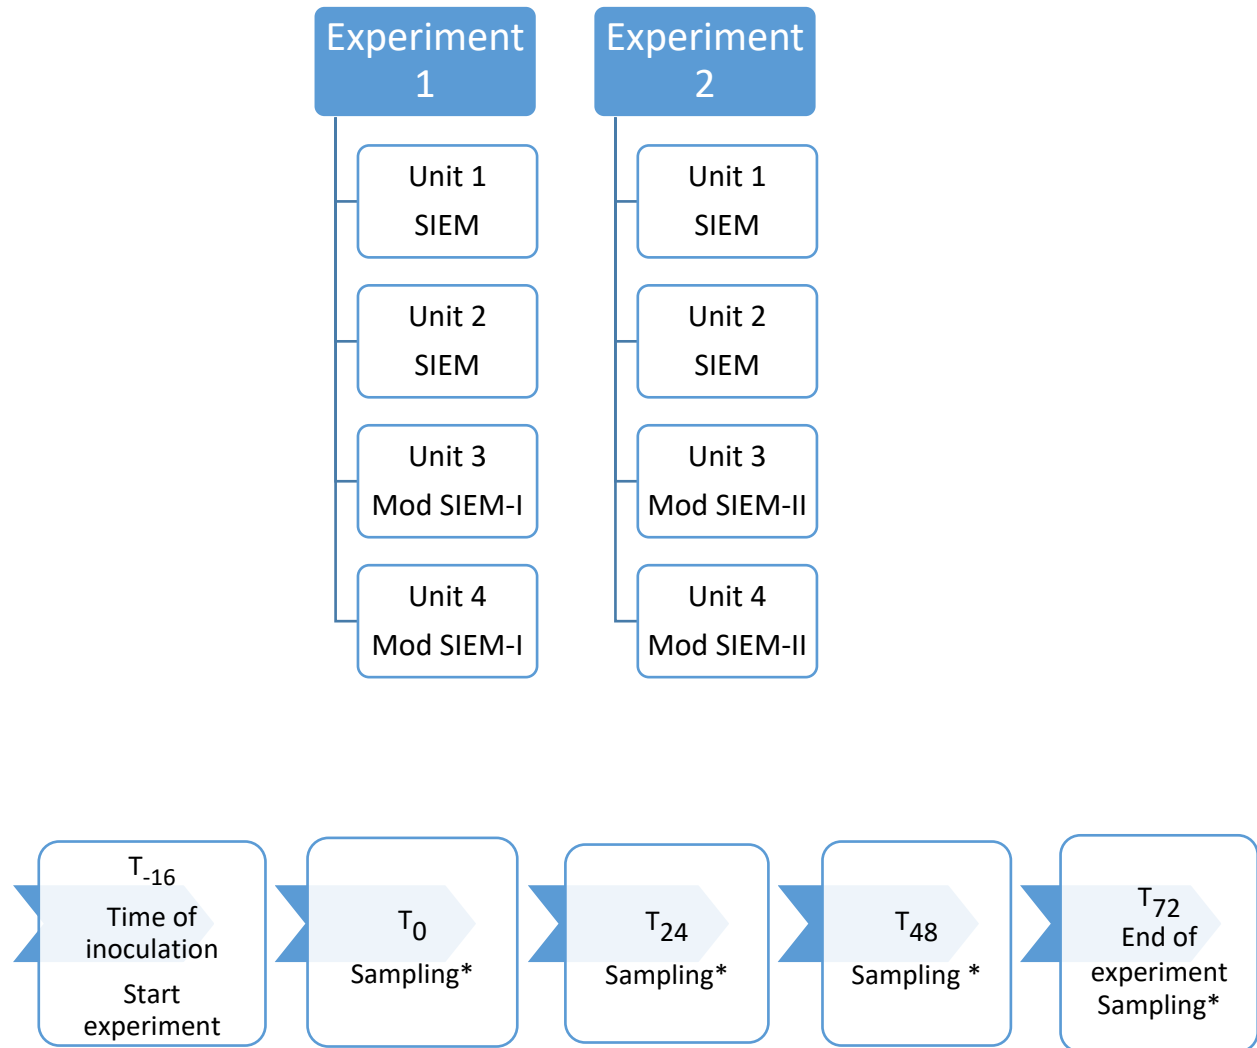 Experiment
1
Unit 1
SIEM
Unit 2
SIEM
Unit 3
Mod SIEM-I
Unit 4
Mod SIEM-I
Experiment
2
Unit 1
SIEM
Unit 2
SIEM
Unit 3
Mod SIEM-II
Unit 4
Mod SIEM-II
T-16
Time of
inoculation
Start
experiment
T0
Sampling*
T24
Sampling*
T48
Sampling *
T72
End of
experiment
Sampling*